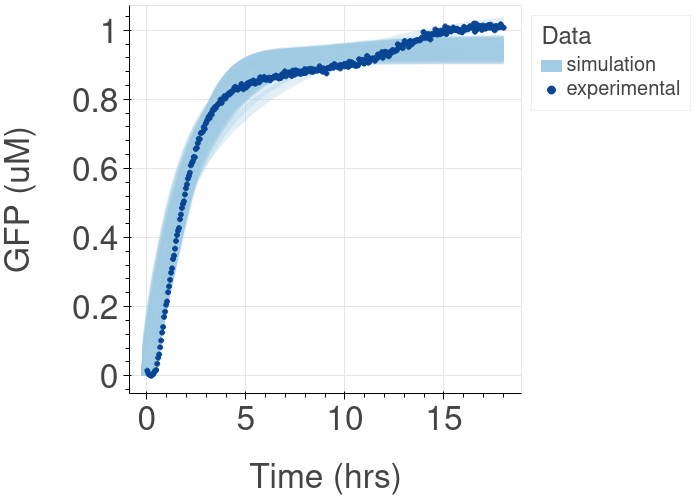 GFP (uM)
1
0.8
0.6
0.4
0.2
0
0 5 10 15
Time (hrs)
Data
simulation
experimental